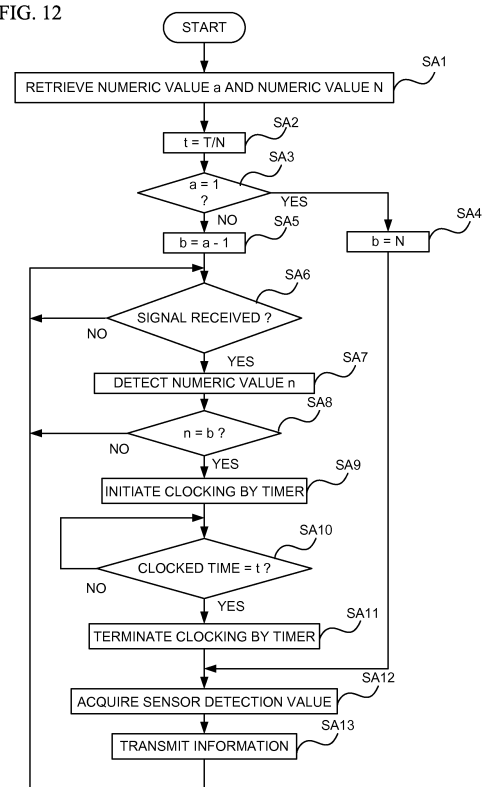 FIG. 12
START
SA1
RETRIEVE NUMERIC VALUE a AND NUMERIC VALUE N
SA2
t = T/N
SA3
a = 1
?
YES
NO
SA5
SA4
b = a - 1
b = N
SA6
SIGNAL RECEIVED ?
NO
YES
SA7
DETECT NUMERIC VALUE n
SA8
n = b ?
NO
YES
SA9
INITIATE CLOCKING BY TIMER
SA10
CLOCKED TIME = t ?
NO
YES
SA11
TERMINATE CLOCKING BY TIMER
SA12
ACQUIRE SENSOR DETECTION VALUE
SA13
TRANSMIT INFORMATION